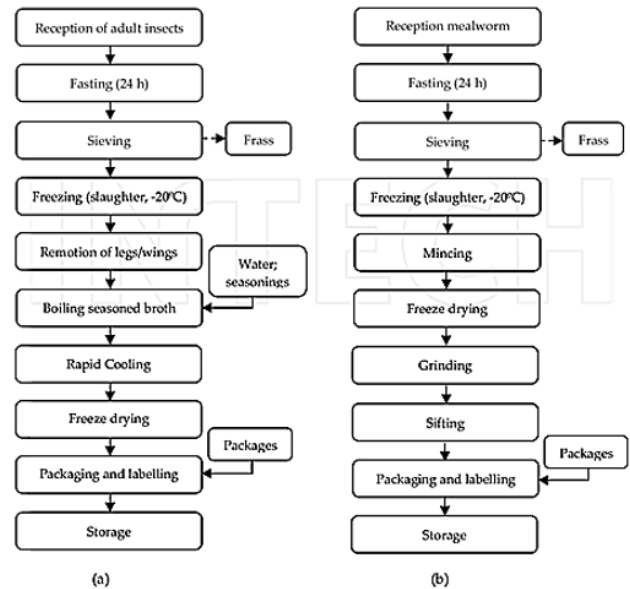 Reception of adult insects
Fasting (24 h)
Sieving
Frass
Freezing (slaughter, -20ºC)
Remotion of legs/wings
Water;
seasonings
Boiling seasoned broth
Rapid Cooling
Freeze drying
Packages
Packaging and labelling
Storage
(a)
Reception mealworm
Fasting (24 h)
Sieving
Frass
Freezing (slaughter, -20ºC)
Mincing
Freeze drying
Grinding
Sifting
Packages
Packaging and labelling
Storage
(b)
INTECH